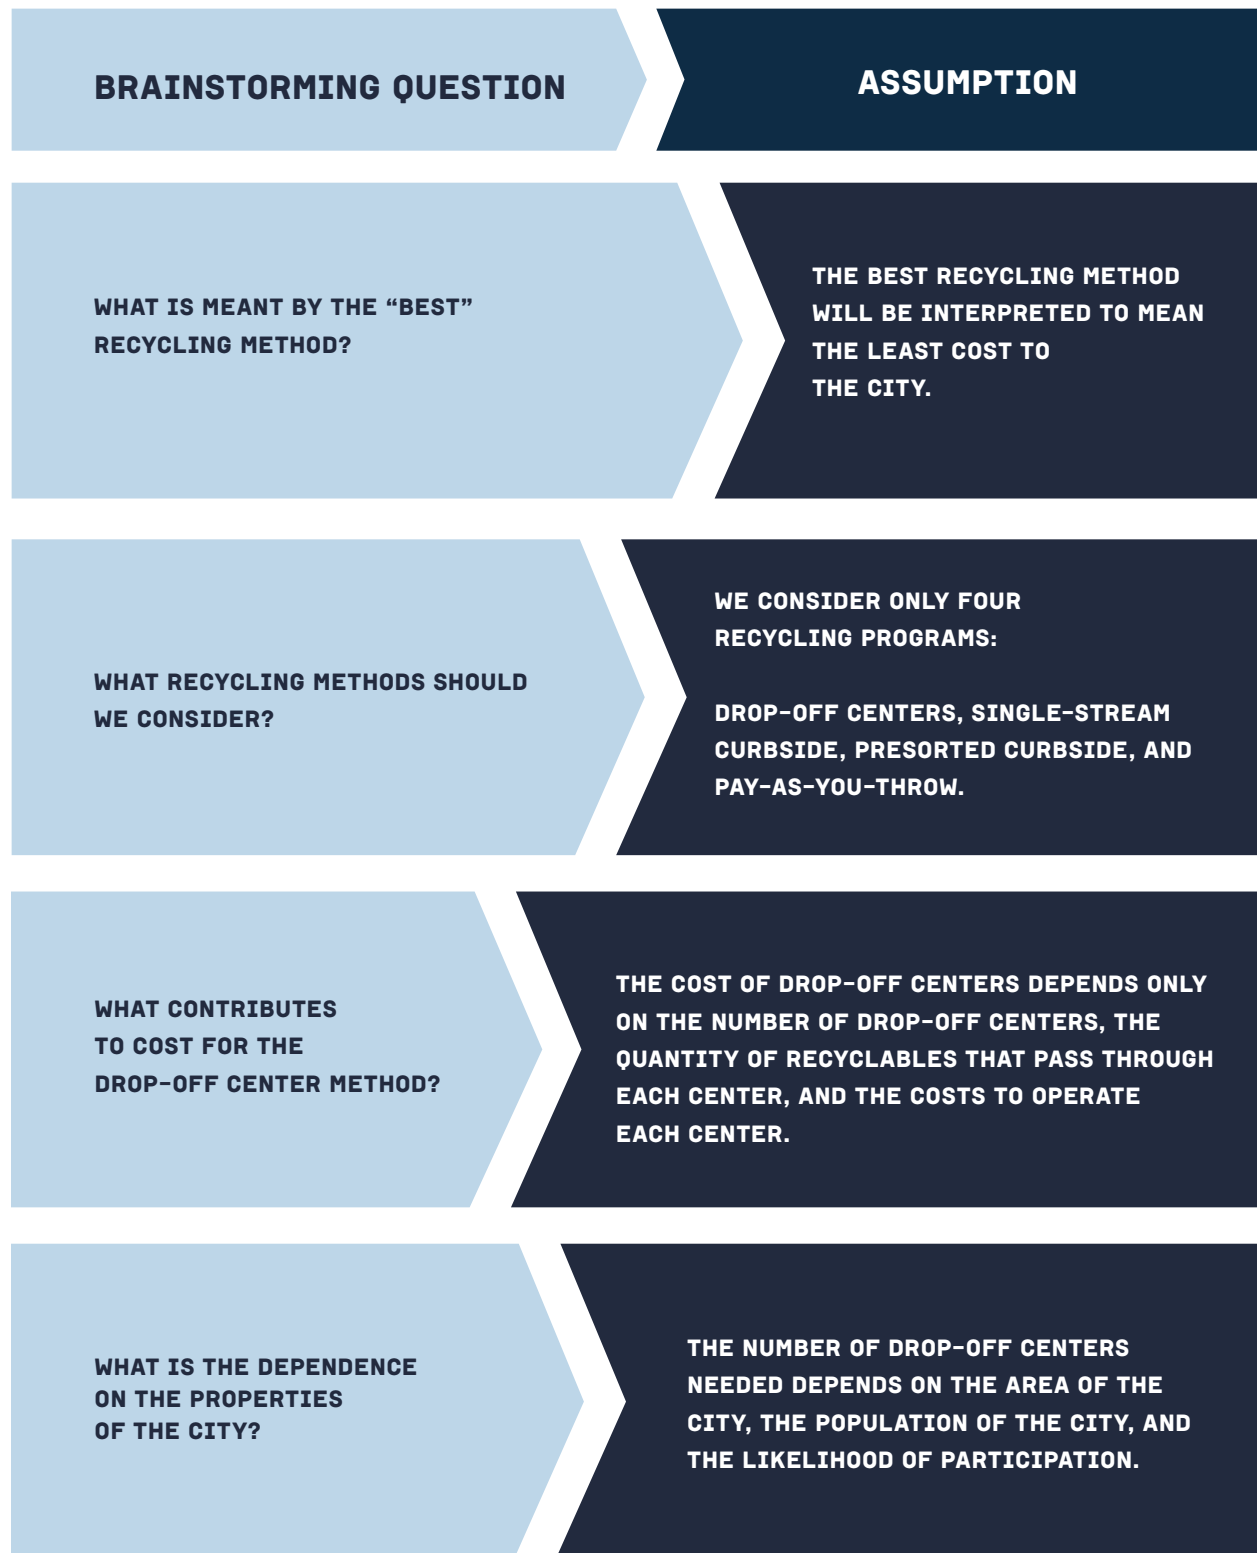 BRAINSTORMING QUESTION
ASSUMPTION
WHAT IS MEANT BY THE “BEST”
RECYCLING METHOD?
THE BEST RECYCLING METHOD
WILL BE INTERPRETED TO MEAN
THE LEAST COST TO
THE CITY.
WHAT RECYCLING METHODS SHOULD
WE CONSIDER?
WE CONSIDER ONLY FOUR
RECYCLING PROGRAMS:
DROP-OFF CENTERS, SINGLE-STREAM
CURBSIDE, PRESORTED CURBSIDE, AND
PAY-AS-YOU-THROW.
WHAT CONTRIBUTES
TO COST FOR THE
DROP-OFF CENTER METHOD?
THE COST OF DROP-OFF CENTERS DEPENDS ONLY
ON THE NUMBER OF DROP-OFF CENTERS, THE
QUANTITY OF RECYCLABLES THAT PASS THROUGH
EACH CENTER, AND THE COSTS TO OPERATE
EACH CENTER.
WHAT IS THE DEPENDENCE
ON THE PROPERTIES
OF THE CITY?
THE NUMBER OF DROP-OFF CENTERS
NEEDED DEPENDS ON THE AREA OF THE
CITY, THE POPULATION OF THE CITY, AND
THE LIKELIHOOD OF PARTICIPATION.